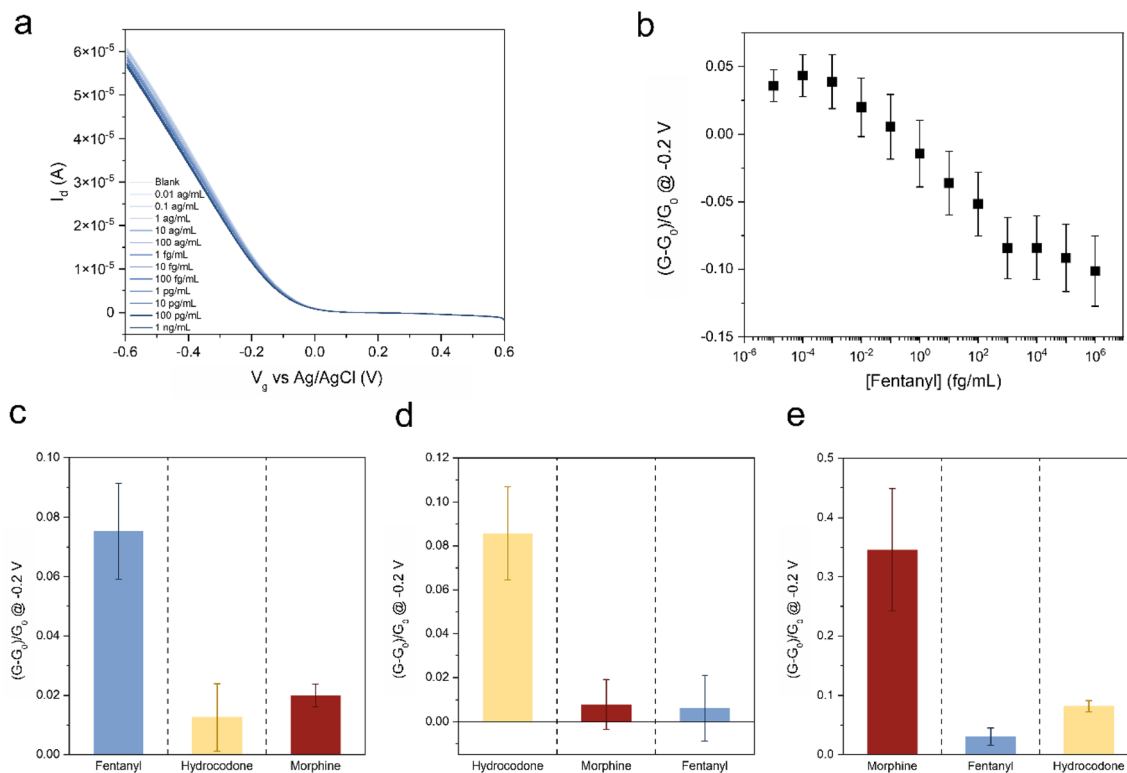 a
6×10⁻⁵
5×10⁻⁵
4×10⁻⁵
3×10⁻⁵
2×10⁻⁵
1×10⁻⁵
0
I_d (A)
Blank
0.01 ag/mL
0.1 ag/mL
1 ag/mL
10 ag/mL
100 ag/mL
1 fg/mL
10 fg/mL
100 fg/mL
1 pg/mL
10 pg/mL
100 pg/mL
1 ng/mL
-0.6 -0.4 -0.2 0.0 0.2 0.4 0.6
V_g vs Ag/AgCl (V)
b
0.05
0.00
-0.05
-0.10
-0.15
(G-G₀)/G₀ @ -0.2 V
10⁻⁶ 10⁻⁴ 10⁻² 10⁰ 10² 10⁴ 10⁶
[Fentanyl] (fg/mL)
c
0.10
0.08
0.06
0.04
0.02
0.00
(G-G₀)/G₀ @ -0.2 V
Fentanyl Hydrocodone Morphine
d
0.12
0.10
0.08
0.06
0.04
0.02
0.00
(G-G₀)/G₀ @ -0.2 V
Hydrocodone Morphine Fentanyl
e
0.5
0.4
0.3
0.2
0.1
0.0
(G-G₀)/G₀ @ -0.2 V
Morphine Fentanyl Hydrocodone